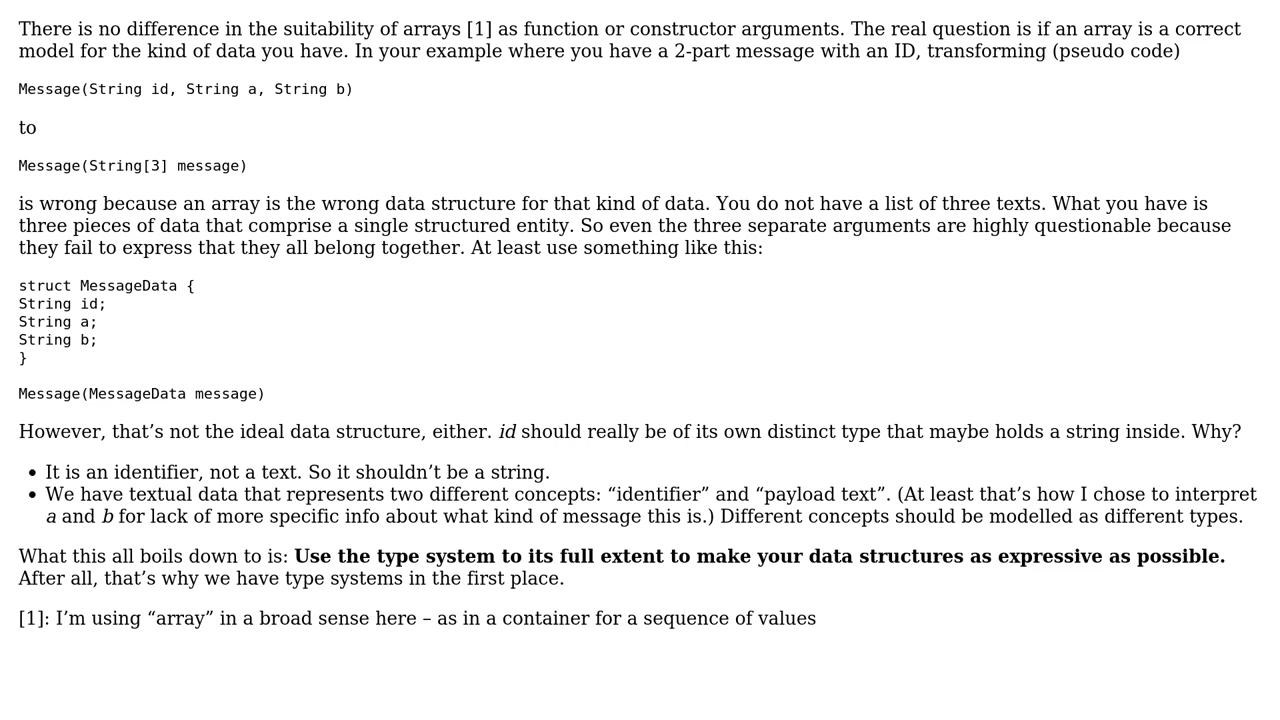 There is no difference in the suitability of arrays [1] as function or constructor arguments. The real question is if an array is a correct
model for the kind of data you have. In your example where you have a 2-part message with an ID, transforming (pseudo code)
Message(String id, String a, String b)
to
Message(String[3] message)
is wrong because an array is the wrong data structure for that kind of data. You do not have a list of three texts. What you have is
three pieces of data that comprise a single structured entity. So even the three separate arguments are highly questionable because
they fail to express that they all belong together. At least use something like this:
struct MessageData {
String id;
String a;
String b;
}
Message(MessageData message)
However, that’s not the ideal data structure, either. id should really be of its own distinct type that maybe holds a string inside. Why?
• It is an identifier, not a text. So it shouldn’t be a string.
• We have textual data that represents two different concepts: “identifier” and “payload text”. (At least that’s how I chose to interpret
a and b for lack of more specific info about what kind of message this is.) Different concepts should be modelled as different types.
What this all boils down to is: Use the type system to its full extent to make your data structures as expressive as possible.
After all, that’s why we have type systems in the first place.
[1]: I’m using “array” in a broad sense here – as in a container for a sequence of values